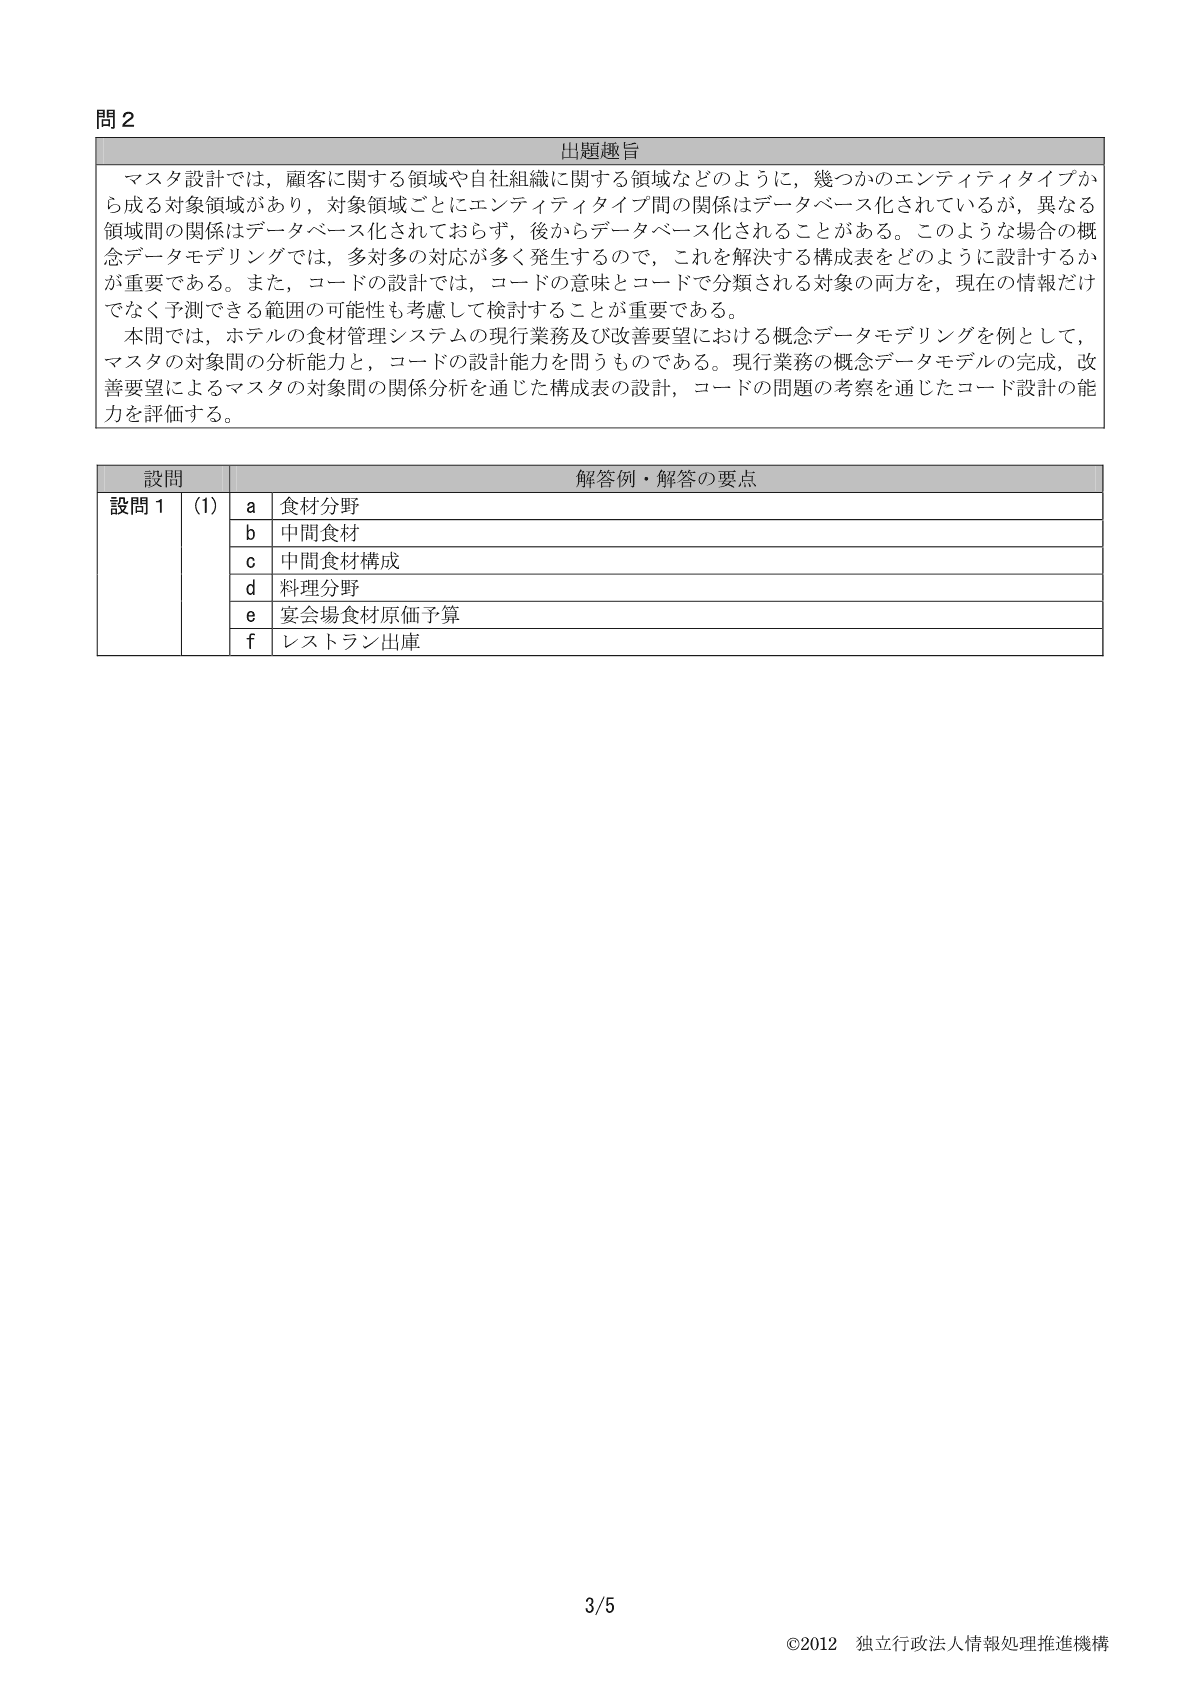 問２
出題趣旨
マスタ設計では，顧客に関する領域や自社組織に関する領域などのように，幾つかのエンティティタイプか
ら成る対象領域があり，対象領域ごとにエンティティタイプ間の関係はデータベース化されているが，異なる
領域間の関係はデータベース化されておらず，後からデータベース化されることがある。このような場合の概
念データモデリングでは，多対多の対応が多く発生するので，これを解決する構成表をどのように設計するか
が重要である。また，コードの設計では，コードの意味とコードで分類される対象の両方を，現在の情報だけ
でなく予測できる範囲の可能性も考慮して検討することが重要である。
本問では，ホテルの食材管理システムの現行業務及び改善要望における概念データモデリングを例として，
マスタの対象間の分析能力と，コードの設計能力を問うものである。現行業務の概念データモデルの完成，改
善要望によるマスタの対象間の関係分析を通じた構成表の設計，コードの問題の考察を通じたコード設計の能
力を評価する。
設問 解答例・解答の要点
設問１ (1) a 食材分野
b 中間食材
c 中間食材構成
d 料理分野
e 宴会場食材原価予算
f レストラン出庫
3/5
©2012　独立行政法人情報処理推進機構